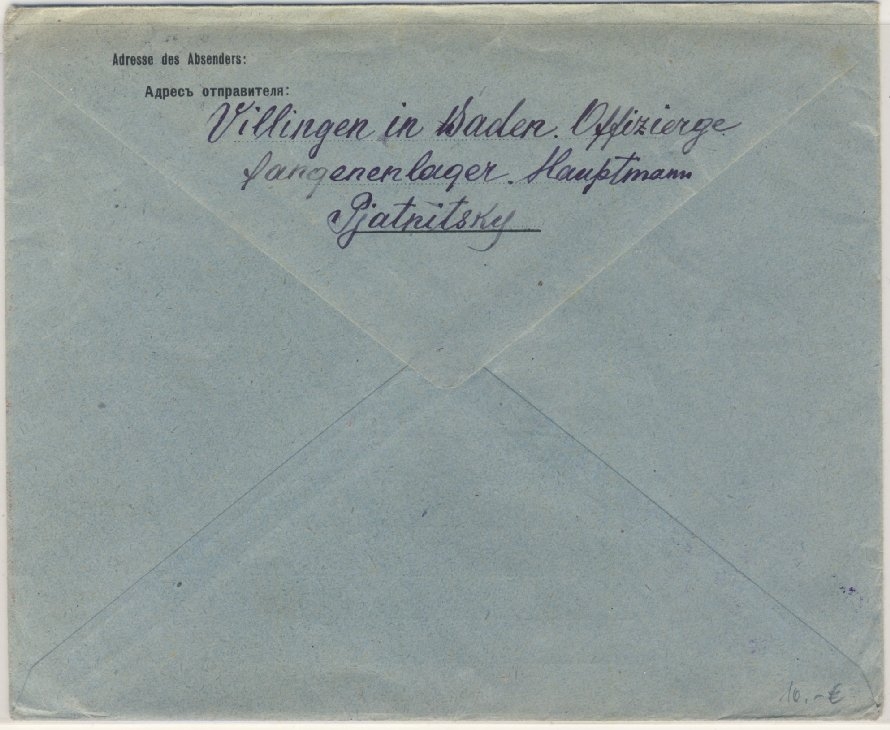 Adresse des Absenders:
Адресъ отправителя:
Villingen in Baden. Offizierge
fangenenlager. Hauptmann
Pjatnitsky
10.-€